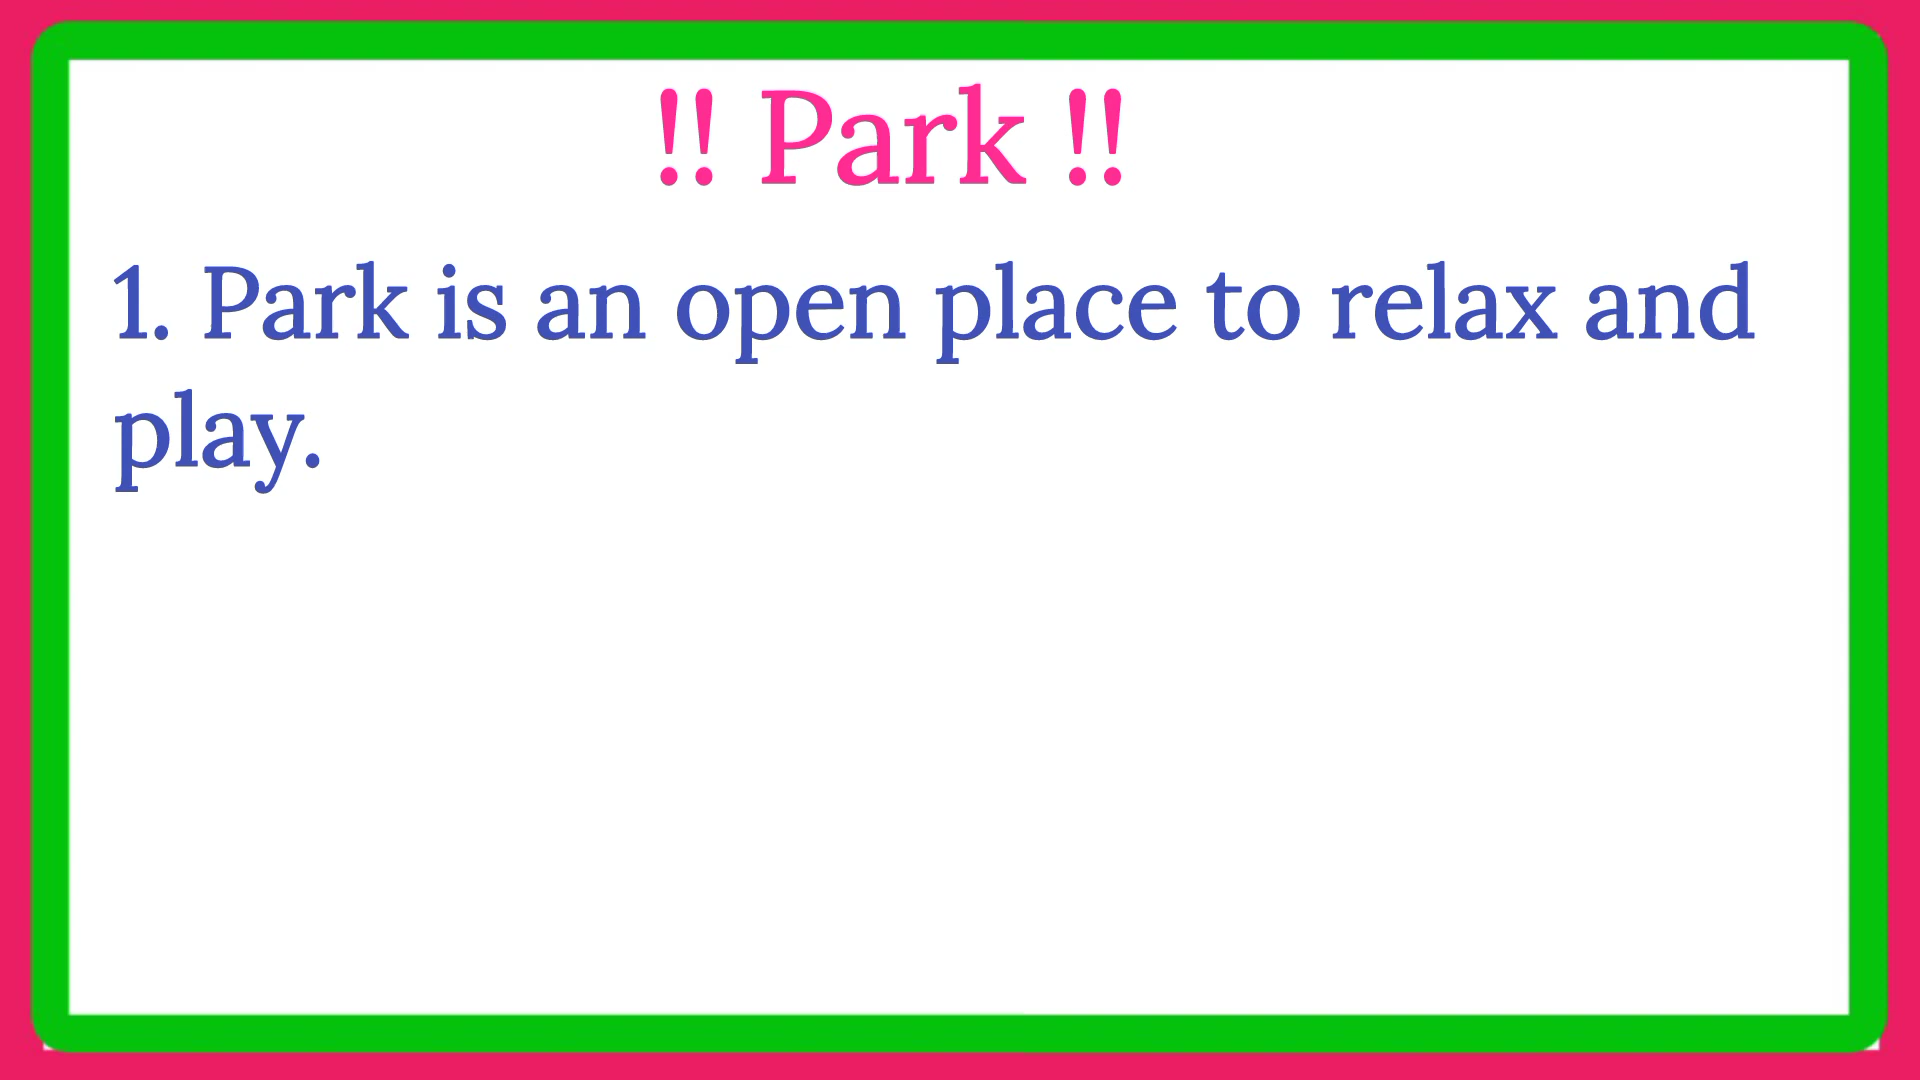 !! Park !!
1. Park is an open place to relax and
play.